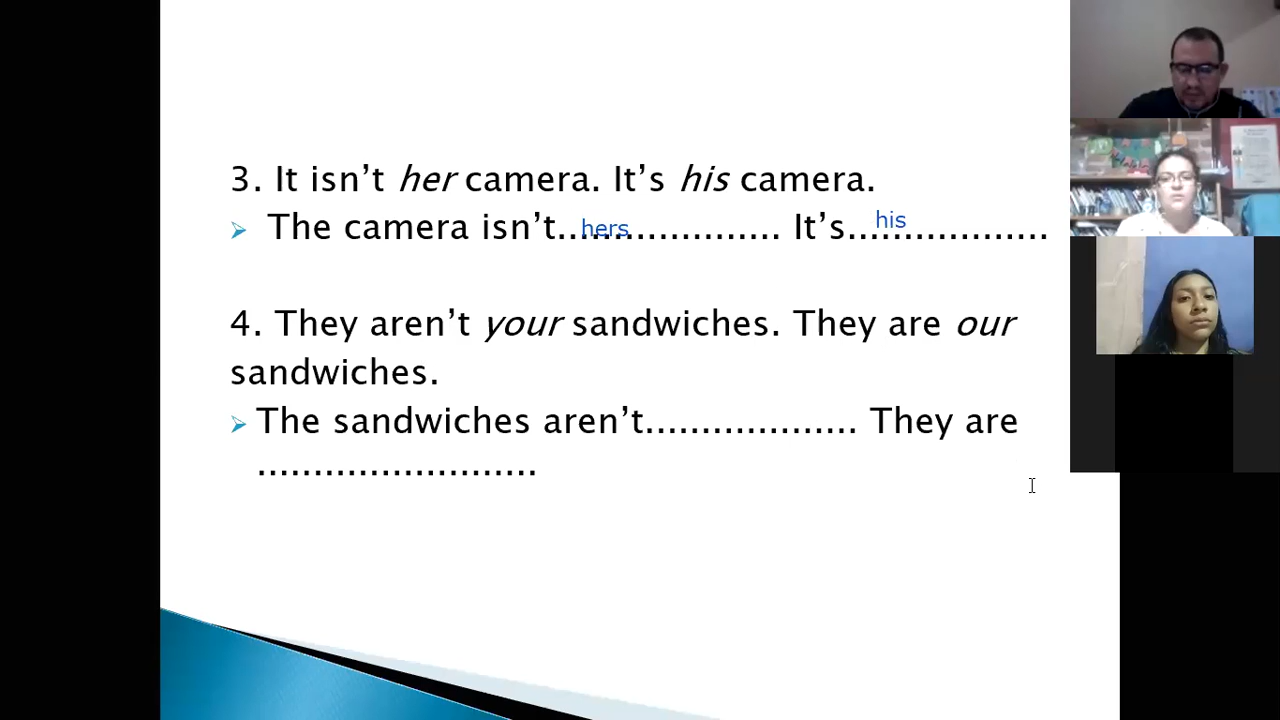 3. It isn’t her camera. It’s his camera.
The camera isn’t....................... It’s...................
hers
his
4. They aren’t your sandwiches. They are our
sandwiches.
The sandwiches aren’t................... They are
.........................